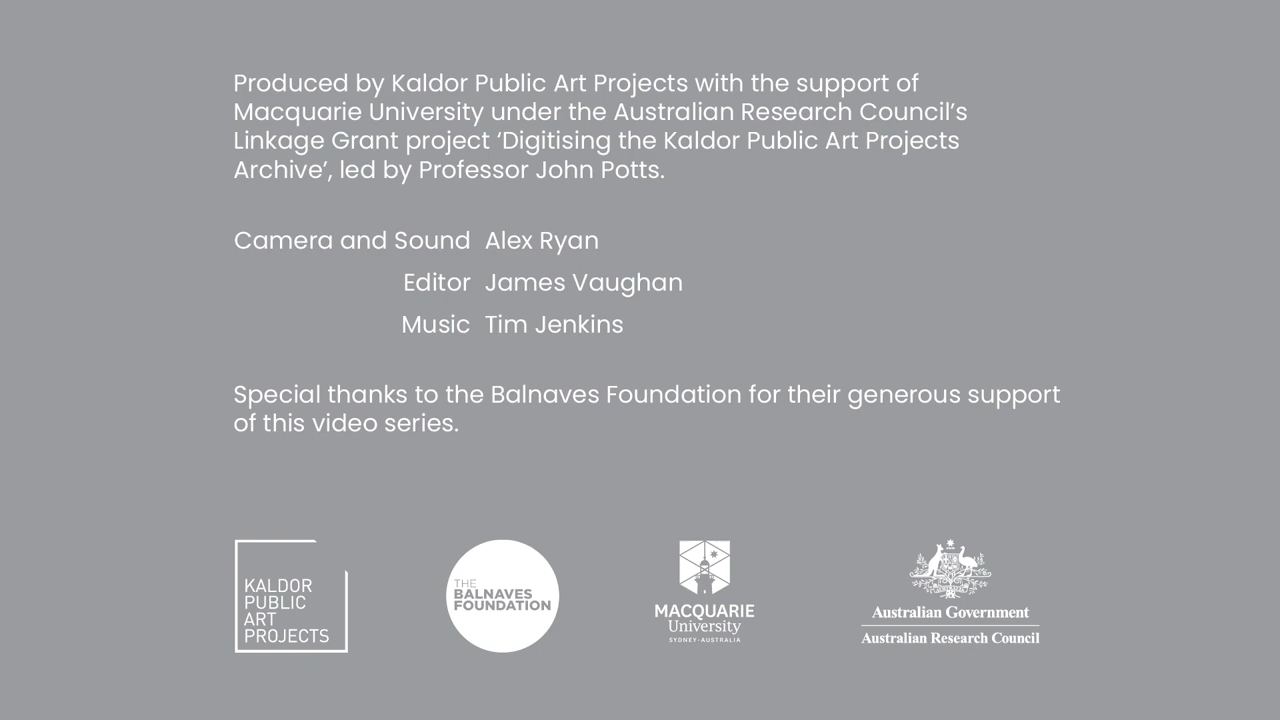 Produced by Kaldor Public Art Projects with the support of
Macquarie University under the Australian Research Council’s
Linkage Grant project ‘Digitising the Kaldor Public Art Projects
Archive’, led by Professor John Potts.
Camera and Sound Alex Ryan
Editor James Vaughan
Music Tim Jenkins
Special thanks to the Balnaves Foundation for their generous support
of this video series.
KALDOR
PUBLIC
ART
PROJECTS
THE
BALNAVES
FOUNDATION
MACQUARIE
University
SYDNEY·AUSTRALIA
Australian Government
Australian Research Council